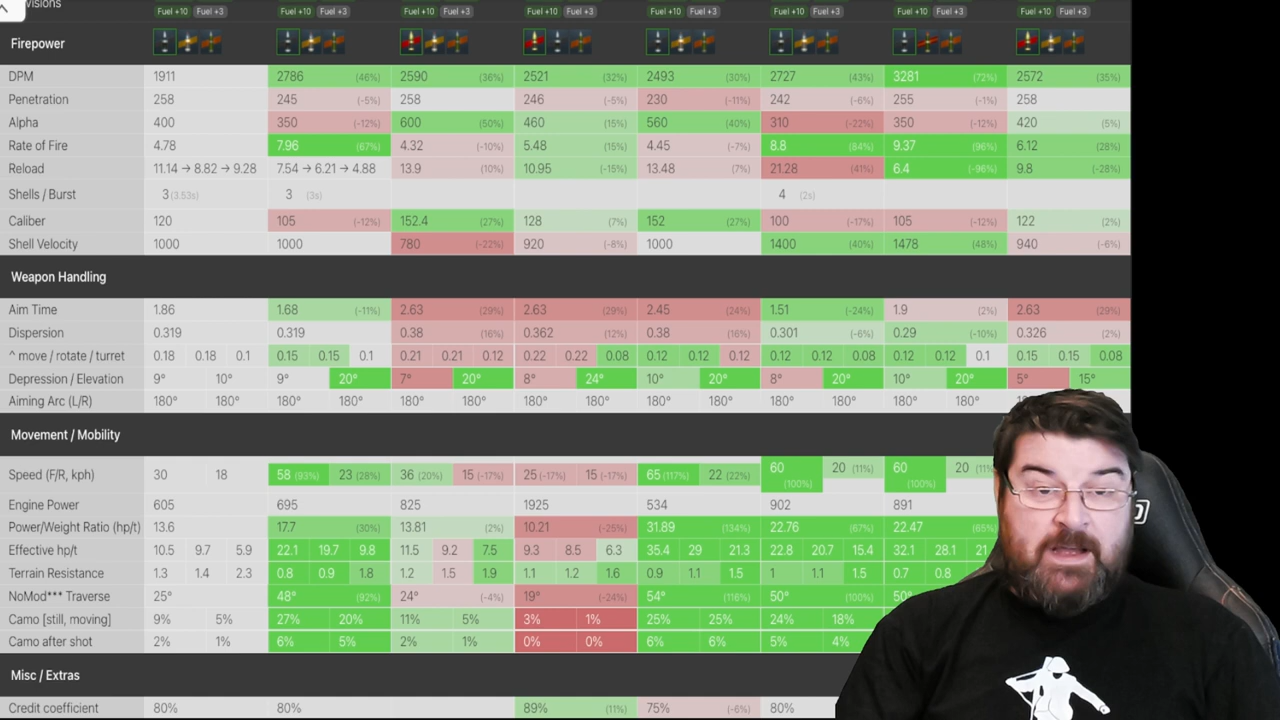 visions Fuel +10 Fuel +3 Fuel +10 Fuel +3 Fuel +10 Fuel +3 Fuel +10 Fuel +3 Fuel +10 Fuel +3 Fuel +10 Fuel +3 Fuel +10 Fuel +3 Fuel +10 Fuel +3
Firepower
DPM 1911 2786 (46%) 2590 (36%) 2521 (32%) 2493 (30%) 2727 (43%) 3281 (72%) 2572 (35%)
Penetration 258 245 (-5%) 258 246 (-5%) 230 (-11%) 242 (-6%) 255 (-1%) 258
Alpha 400 350 (-12%) 600 (50%) 460 (15%) 560 (40%) 310 (-22%) 350 (-12%) 420 (5%)
Rate of Fire 4.78 7.96 (67%) 4.32 (-10%) 5.48 (15%) 4.45 (-7%) 8.8 (84%) 9.37 (96%) 6.12 (28%)
Reload 11.14 → 8.82 → 9.28 7.54 → 6.21 → 4.88 13.9 (10%) 10.95 (-15%) 13.48 (7%) 21.28 (41%) 6.4 (-96%) 9.8 (-28%)
Shells / Burst 3 (3.53s) 3 (3s) 4 (2s)
Caliber 120 105 (-12%) 152.4 (27%) 128 (7%) 152 (27%) 100 (-17%) 105 (-12%) 122 (2%)
Shell Velocity 1000 1000 780 (-22%) 920 (-8%) 1000 1400 (40%) 1478 (48%) 940 (-6%)
Weapon Handling
Aim Time 1.86 1.68 (-11%) 2.63 (29%) 2.63 (29%) 2.45 (24%) 1.51 (-24%) 1.9 (2%) 2.63 (29%)
Dispersion 0.319 0.319 0.38 (16%) 0.362 (12%) 0.38 (16%) 0.301 (-6%) 0.29 (-10%) 0.326 (2%)
^ move / rotate / turret 0.18 0.18 0.1 0.15 0.15 0.1 0.21 0.21 0.12 0.22 0.22 0.08 0.12 0.12 0.12 0.12 0.12 0.08 0.12 0.12 0.1 0.15 0.15 0.08
Depression / Elevation 9° 10° 9° 20° 7° 20° 8° 24° 10° 20° 8° 20° 10° 20° 5° 15°
Aiming Arc (L/R) 180° 180° 180° 180° 180° 180° 180° 180° 180° 180° 180° 180° 180° 180°
Movement / Mobility
Speed (F/R, kph) 30 18 58 (93%) 23 (28%) 36 (20%) 15 (-17%) 25 (-17%) 15 (-17%) 65 (117%) 22 (22%) 60 (100%) 20 (11%) 60 (100%) 20 (11%
Engine Power 605 695 825 1925 534 902 891
Power/Weight Ratio (hp/t) 13.6 17.7 (30%) 13.81 (2%) 10.21 (-25%) 31.89 (134%) 22.76 (67%) 22.47 (65%)
Effective hp/t 10.5 9.7 5.9 22.1 19.7 9.8 11.5 9.2 7.5 9.3 8.5 6.3 35.4 29 21.3 22.8 20.7 15.4 32.1 28.1 21
Terrain Resistance 1.3 1.4 2.3 0.8 0.9 1.8 1.2 1.5 1.9 1.1 1.2 1.6 0.9 1.1 1.5 1 1.1 1.5 0.7 0.8
NoMod*** Traverse 25° 48° (92%) 24° (-4%) 19° (-24%) 54° (116%) 50° (100%) 50°
Camo [still, moving] 9% 5% 27% 20% 11% 5% 3% 1% 25% 25% 24% 18%
Camo after shot 2% 1% 6% 5% 2% 1% 0% 0% 6% 6% 5% 4%
Misc / Extras
Credit coefficient 80% 80% 89% (11%) 75% (-6%) 80%